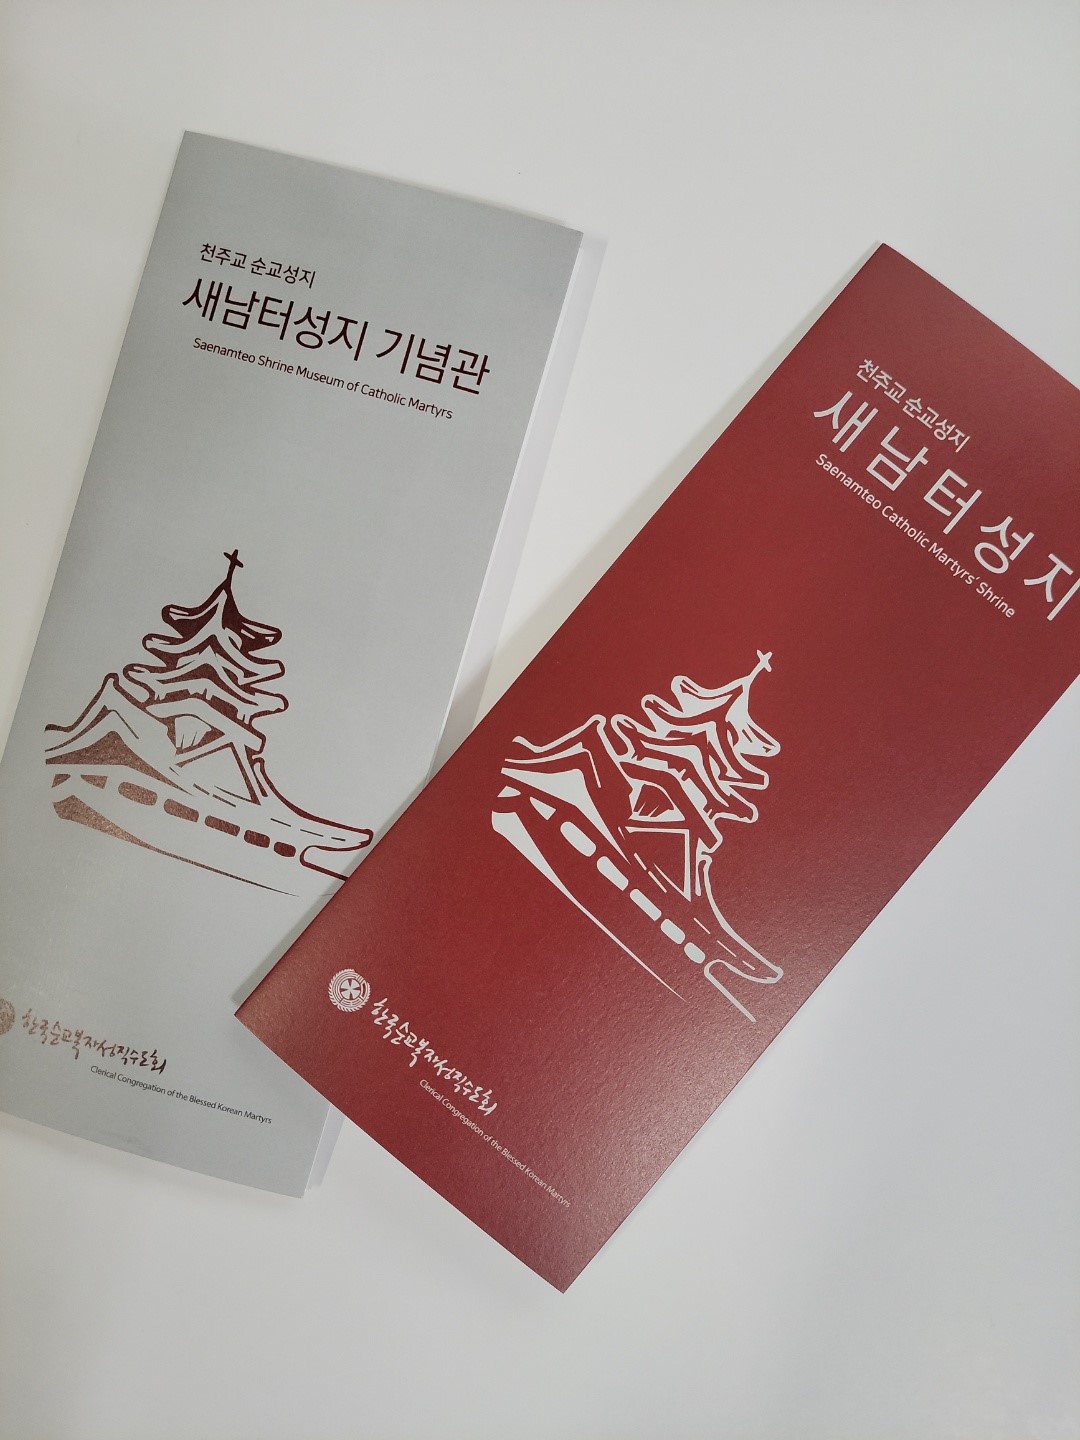 천주교 순교성지
새남터성지 기념관
Saenamteo Shrine Museum of Catholic Martyrs
한국순교복자성직수도회
Clerical Congregation of the Blessed Korean Martyrs
천주교 순교성지
새남터성지
Saenamteo Catholic Martyrs' Shrine
한국순교복자성직수도회
Clerical Congregation of the Blessed Korean Martyrs